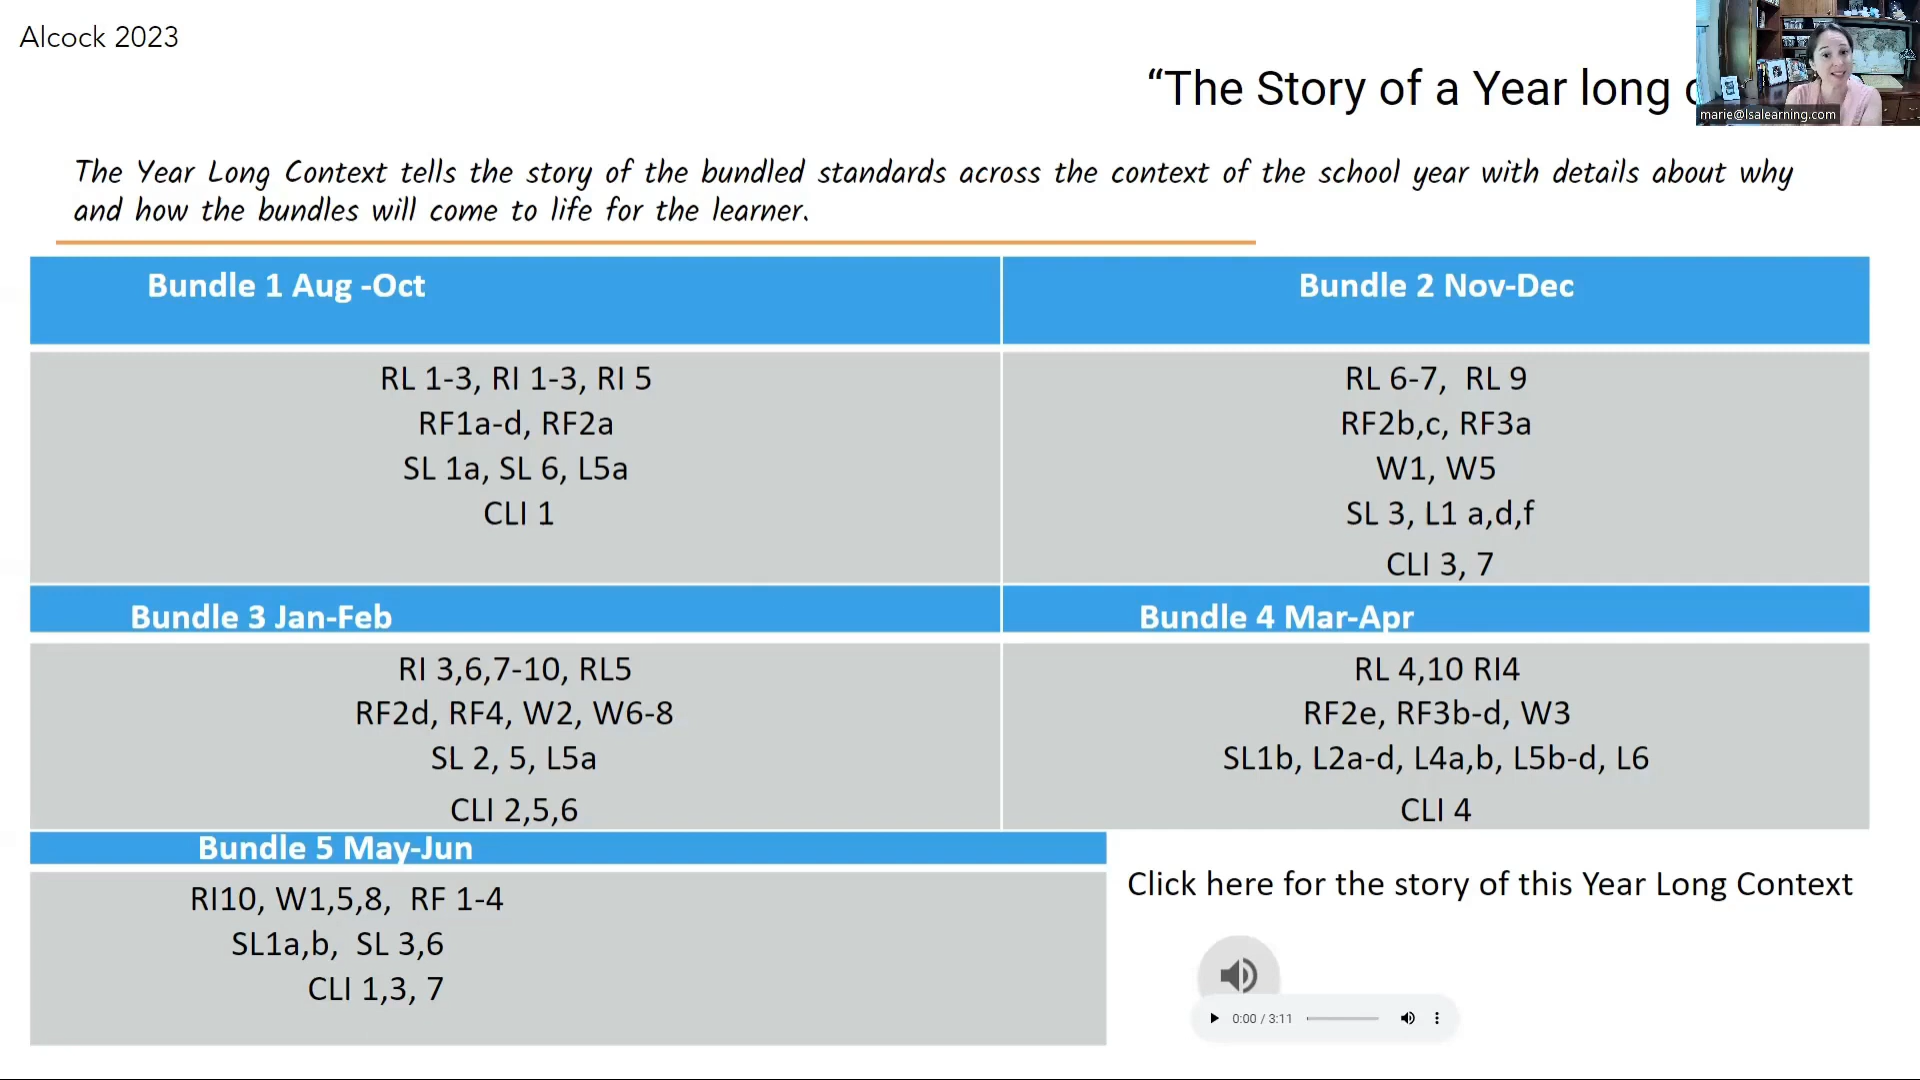 Alcock 2023
“The Story of a Year long
marie@lsalearning.com
The Year Long Context tells the story of the bundled standards across the context of the school year with details about why
and how the bundles will come to life for the learner.
Bundle 1 Aug -Oct
RL 1-3, RI 1-3, RI 5
RF1a-d, RF2a
SL 1a, SL 6, L5a
CLI 1
Bundle 2 Nov-Dec
RL 6-7, RL 9
RF2b,c, RF3a
W1, W5
SL 3, L1 a,d,f
CLI 3, 7
Bundle 3 Jan-Feb
RI 3,6,7-10, RL5
RF2d, RF4, W2, W6-8
SL 2, 5, L5a
CLI 2,5,6
Bundle 4 Mar-Apr
RL 4,10 RI4
RF2e, RF3b-d, W3
SL1b, L2a-d, L4a,b, L5b-d, L6
CLI 4
Bundle 5 May-Jun
RI10, W1,5,8, RF 1-4
SL1a,b, SL 3,6
CLI 1,3, 7
Click here for the story of this Year Long Context
0:00 / 3:11